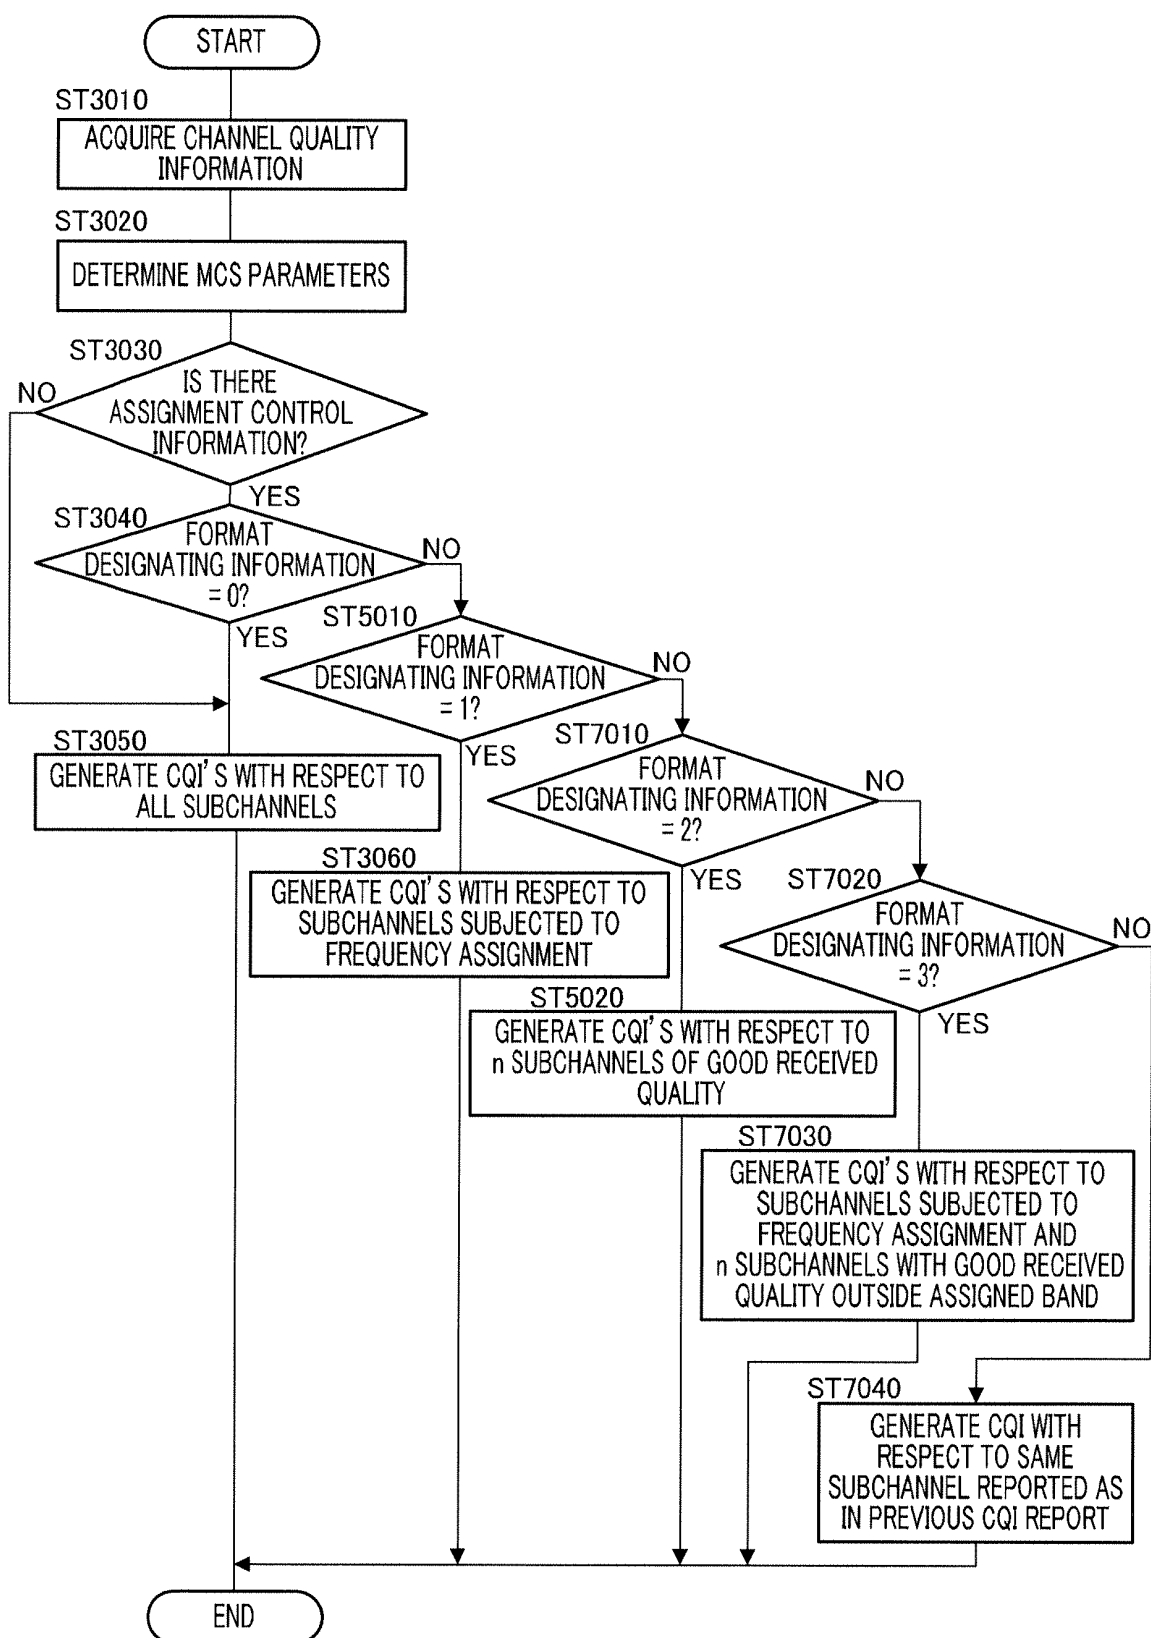 START
ST3010
ACQUIRE CHANNEL QUALITY
INFORMATION
ST3020
DETERMINE MCS PARAMETERS
ST3030
IS THERE
ASSIGNMENT CONTROL
INFORMATION?
NO
YES
ST3040
FORMAT
DESIGNATING INFORMATION
= 0?
NO
YES
ST5010
FORMAT
DESIGNATING INFORMATION
= 1?
NO
YES
ST3050
GENERATE CQI'S WITH RESPECT TO
ALL SUBCHANNELS
ST7010
FORMAT
DESIGNATING INFORMATION
= 2?
NO
YES
ST3060
GENERATE CQI'S WITH RESPECT TO
SUBCHANNELS SUBJECTED TO
FREQUENCY ASSIGNMENT
ST7020
FORMAT
DESIGNATING INFORMATION
= 3?
NO
YES
ST5020
GENERATE CQI'S WITH RESPECT TO
n SUBCHANNELS OF GOOD RECEIVED
QUALITY
ST7030
GENERATE CQI'S WITH RESPECT TO
SUBCHANNELS SUBJECTED TO
FREQUENCY ASSIGNMENT AND
n SUBCHANNELS WITH GOOD RECEIVED
QUALITY OUTSIDE ASSIGNED BAND
ST7040
GENERATE CQI WITH
RESPECT TO SAME
SUBCHANNEL REPORTED AS
IN PREVIOUS CQI REPORT
END